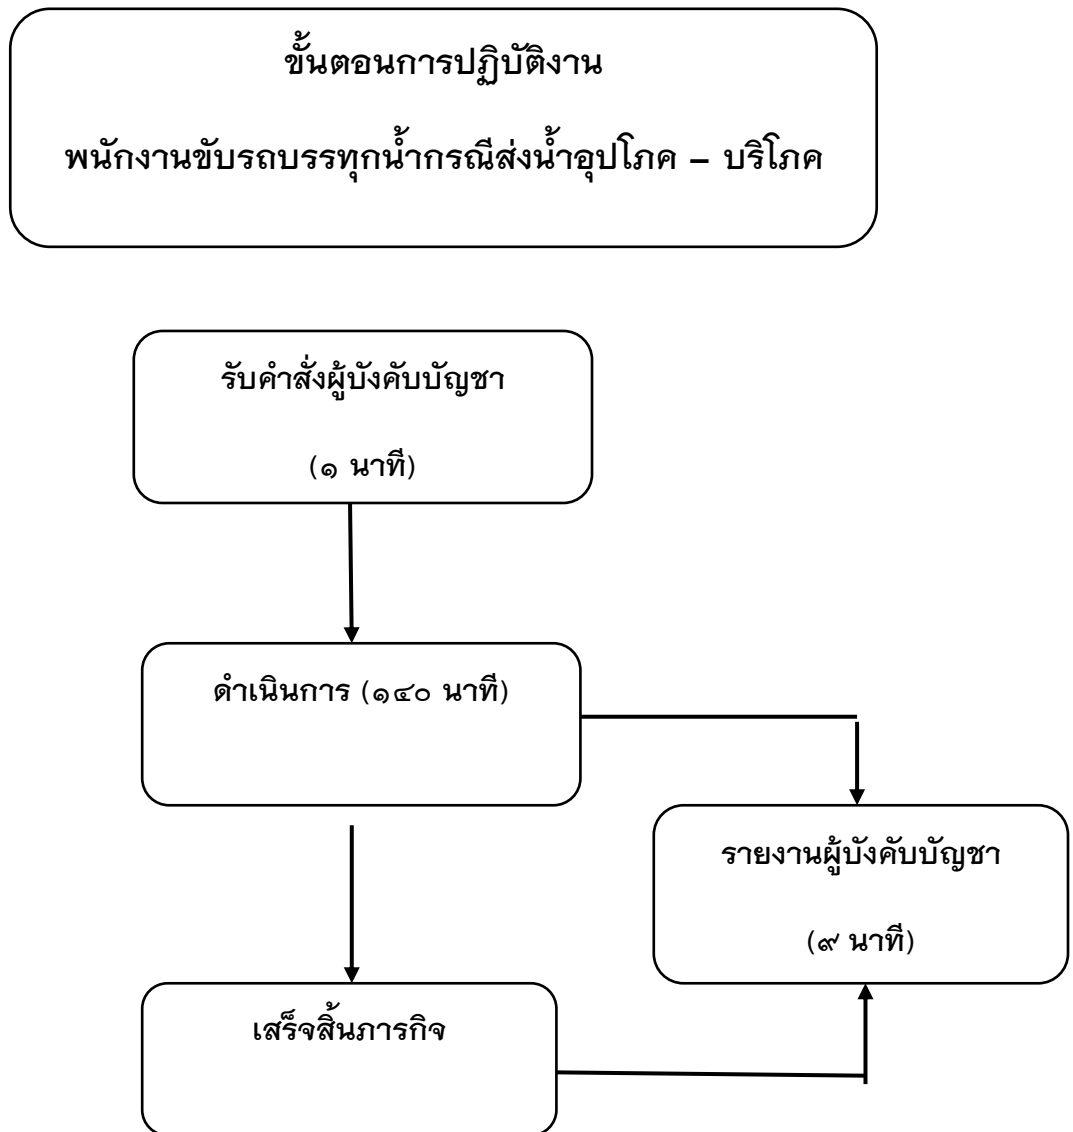 ขั้นตอนการปฏิบัติงาน
พนักงานขับรถบรรทุกน้ำกรณีส่งน้ำอุปโภค – บริโภค
รับคำสั่งผู้บังคับบัญชา
(๑ นาที)
ดำเนินการ (๑๔๐ นาที)
รายงานผู้บังคับบัญชา
(๙ นาที)
เสร็จสิ้นภารกิจ